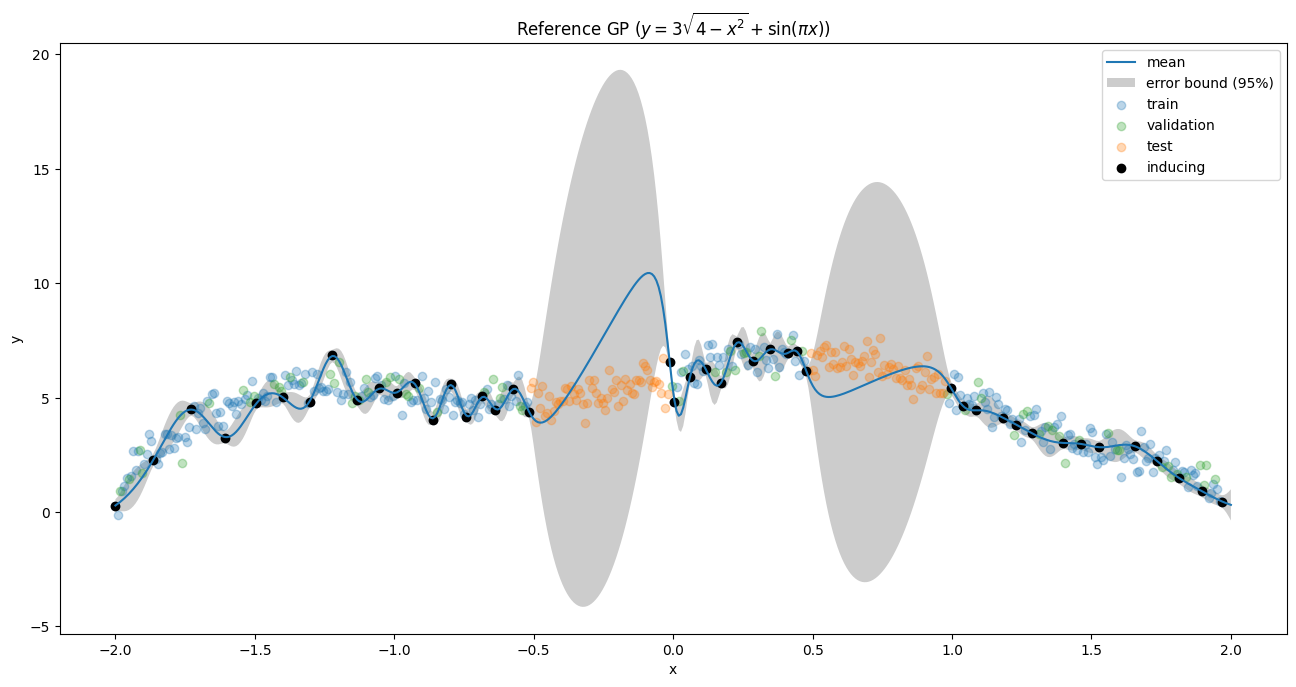 Reference GP (y = 3√(4 − x²) + sin(πx))
mean
error bound (95%)
train
validation
test
inducing
20
15
10
5
0
−5
y
−2.0 −1.5 −1.0 −0.5 0.0 0.5 1.0 1.5 2.0
x